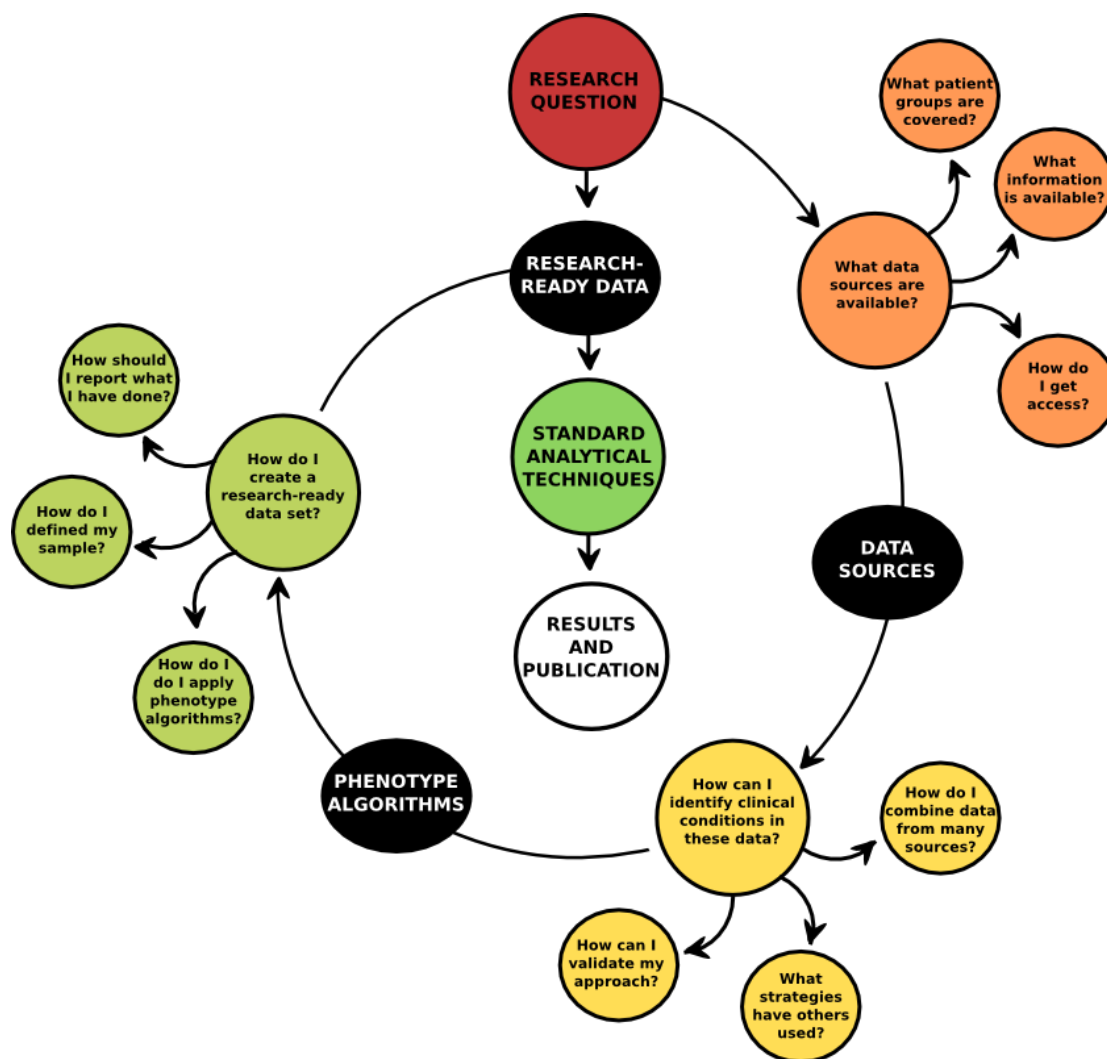 RESEARCH
QUESTION
What patient
groups are
covered?
What
information
is available?
RESEARCH-
READY DATA
What data
sources are
available?
How do
I get
access?
How should
I report what
I have done?
STANDARD
ANALYTICAL
TECHNIQUES
How do I
create a
research-ready
data set?
How do I
defined my
sample?
DATA
SOURCES
RESULTS
AND
PUBLICATION
How do I
do I apply
phenotype
algorithms?
PHENOTYPE
ALGORITHMS
How can I
identify clinical
conditions in
these data?
How do I
combine data
from many
sources?
How can I
validate my
approach?
What
strategies
have others
used?